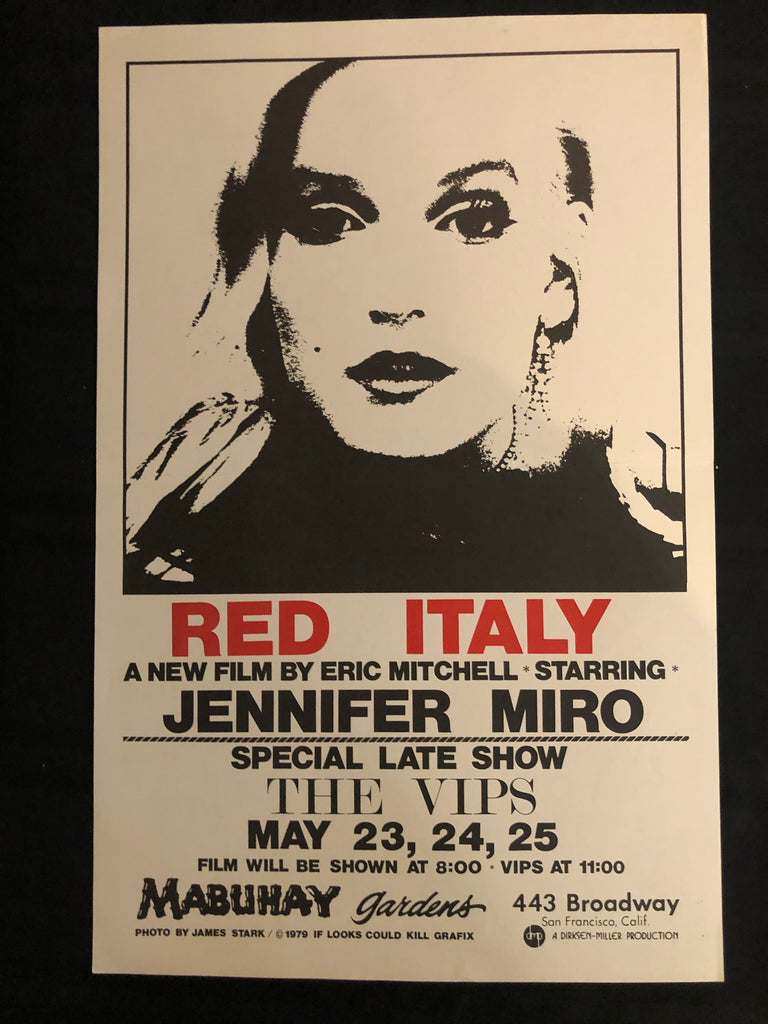 RED ITALY
A NEW FILM BY ERIC MITCHELL * STARRING *
JENNIFER MIRO
SPECIAL LATE SHOW
THE VIPS
MAY 23, 24, 25
FILM WILL BE SHOWN AT 8:00 · VIPS AT 11:00
MABUHAY gardens 443 Broadway
San Francisco, Calif.
PHOTO BY JAMES STARK / © 1979 IF LOOKS COULD KILL GRAFIX
dmp A DIRKSEN-MILLER PRODUCTION